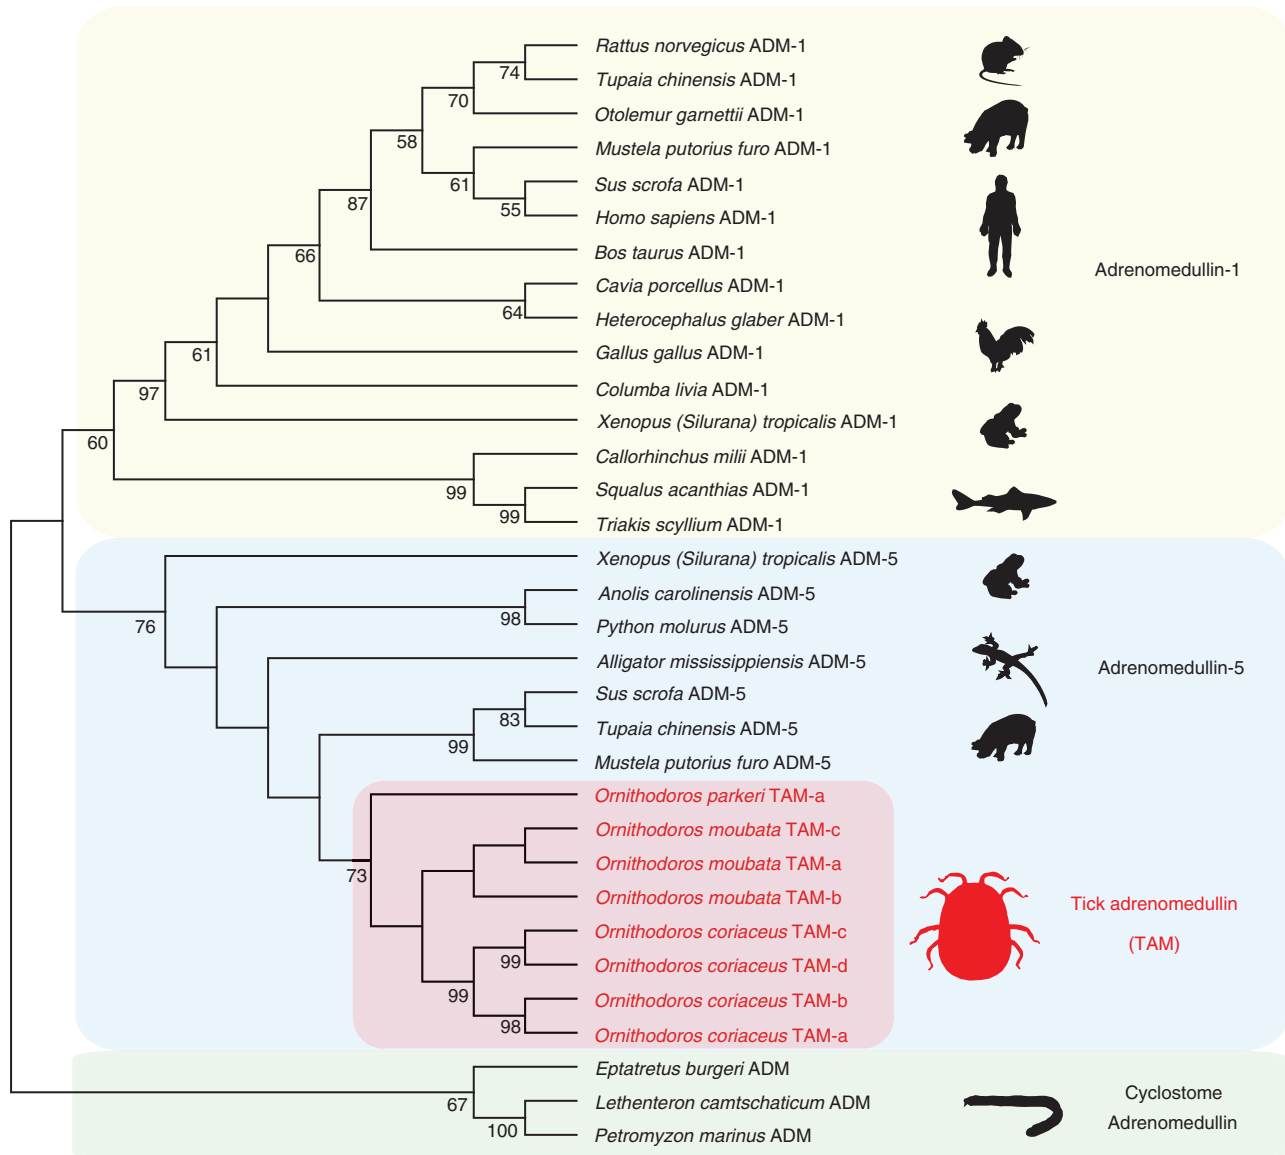 Rattus norvegicus ADM-1
74
Tupaia chinensis ADM-1
70
Otolemur garnettii ADM-1
58
Mustela putorius furo ADM-1
61
Sus scrofa ADM-1
87
55
Homo sapiens ADM-1
66
Bos taurus ADM-1
Adrenomedullin-1
Cavia porcellus ADM-1
64
Heterocephalus glaber ADM-1
61
Gallus gallus ADM-1
97
Columba livia ADM-1
Xenopus (Silurana) tropicalis ADM-1
60
Callorhinchus milii ADM-1
99
Squalus acanthias ADM-1
99
Triakis scyllium ADM-1
Xenopus (Silurana) tropicalis ADM-5
Anolis carolinensis ADM-5
76
98
Python molurus ADM-5
Alligator mississippiensis ADM-5
Adrenomedullin-5
Sus scrofa ADM-5
83
Tupaia chinensis ADM-5
99
Mustela putorius furo ADM-5
Ornithodoros parkeri TAM-a
Ornithodoros moubata TAM-c
Ornithodoros moubata TAM-a
73
Ornithodoros moubata TAM-b
Tick adrenomedullin
(TAM)
Ornithodoros coriaceus TAM-c
99
Ornithodoros coriaceus TAM-d
99
Ornithodoros coriaceus TAM-b
98
Ornithodoros coriaceus TAM-a
Eptatretus burgeri ADM
67
Lethenteron camtschaticum ADM
100
Petromyzon marinus ADM
Cyclostome
Adrenomedullin